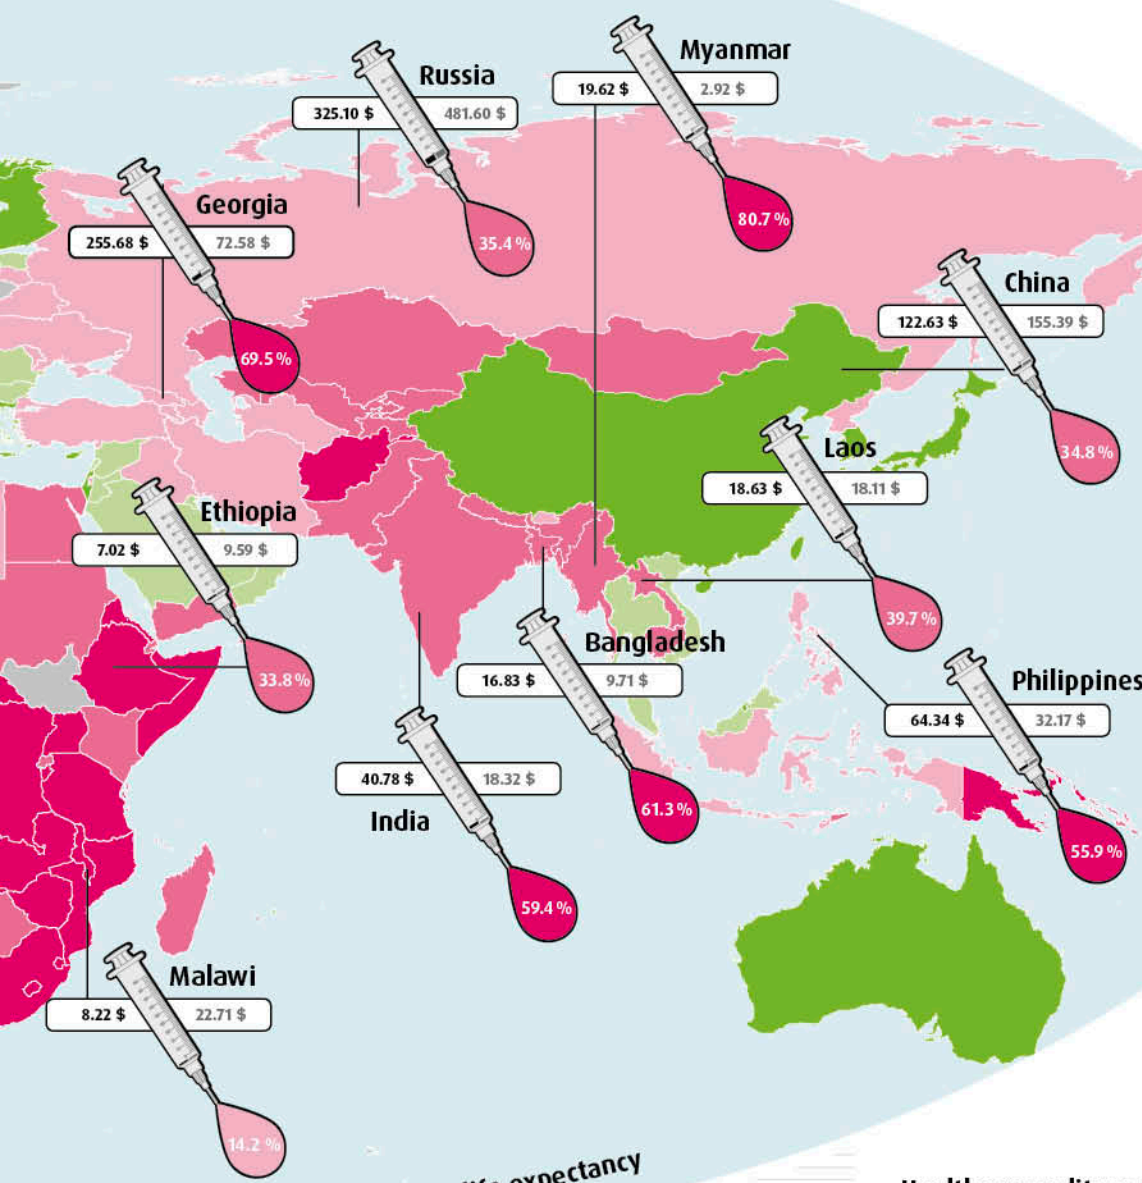 Myanmar
19.62 $ 2.92 $
80.7 %
Russia
325.10 $ 481.60 $
35.4 %
Georgia
255.68 $ 72.58 $
69.5 %
China
122.63 $ 155.39 $
34.8 %
Laos
18.63 $ 18.11 $
39.7 %
Ethiopia
7.02 $ 9.59 $
33.8 %
Bangladesh
16.83 $ 9.71 $
61.3 %
Philippines
64.34 $ 32.17 $
55.9 %
40.78 $ 18.32 $
India
59.4 %
Malawi
8.22 $ 22.71 $
14.2 %
expectancy